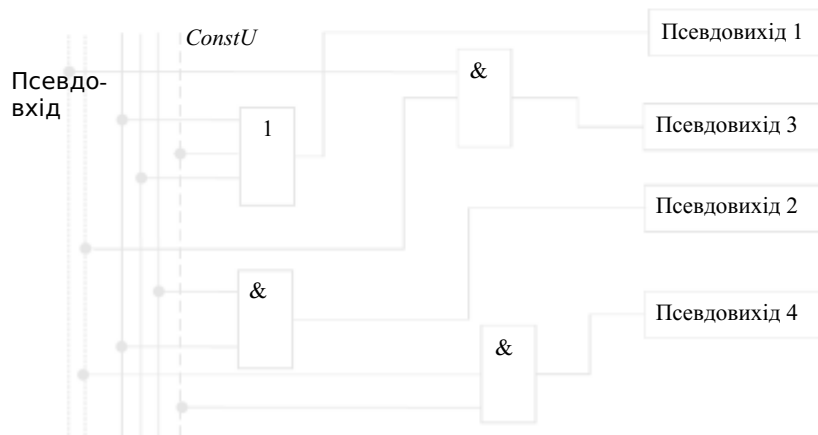 ConstU
Псевдовихід 1
Псевдо-
вхід
&
1
Псевдовихід 3
Псевдовихід 2
&
Псевдовихід 4
&